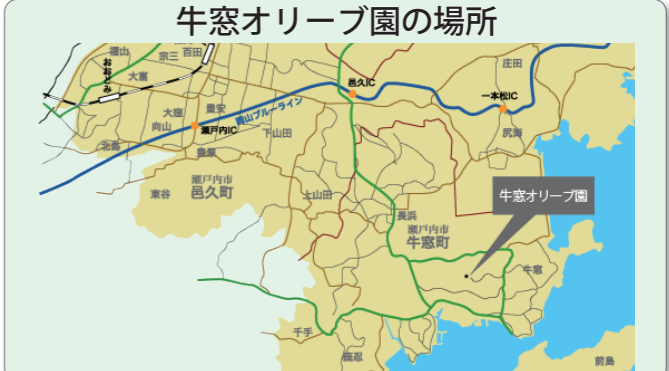 牛窓オリーブ園の場所
福山
宗三
百田
おおどみ
大富
庄田
邑久IC
一本松IC
大窪
豊安
岡山ブルーライン
向山
瀬戸内IC
下山田
尻海
北島
豊原
瀬戸内市
邑久町
東谷
上山田
牛窓オリーブ園
長浜
瀬戸内市
牛窓町
牛窓
千手
鹿忍
前島